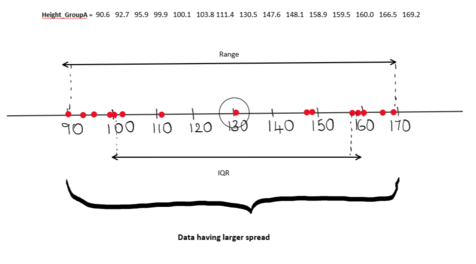 Height_GroupA = 90.6 92.7 95.9 99.9 100.1 103.8 111.4 130.5 147.6 148.1 158.9 159.5 160.0 166.5 169.2
Range
90 100 110 120 130 140 150 160 170
IQR
Data having larger spread